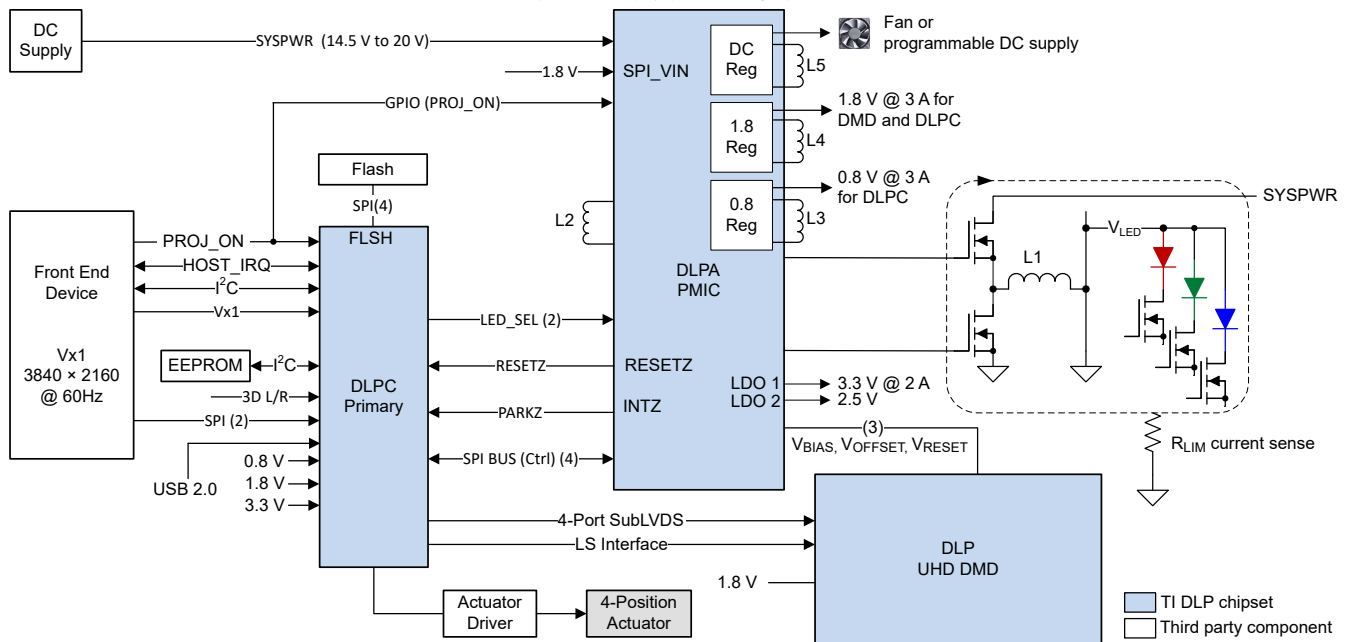 DC
Supply
SYSPWR (14.5 V to 20 V)
1.8 V
SPI_VIN
GPIO (PROJ_ON)
DC
Reg
L5
Fan or
programmable DC supply
1.8
Reg
L4
1.8 V @ 3 A for
DMD and DLPC
0.8
Reg
L3
0.8 V @ 3 A
for DLPC
L2
DLPA
PMIC
Flash
SPI(4)
FLSH
Front End
Device
Vx1
3840 × 2160
@ 60Hz
PROJ_ON
HOST_IRQ
I²C
Vx1
EEPROM
I²C
3D L/R
SPI (2)
USB 2.0
0.8 V
1.8 V
3.3 V
DLPC
Primary
LED_SEL (2)
RESETZ
RESETZ
PARKZ
INTZ
SPI BUS (Ctrl) (4)
LDO 1
3.3 V @ 2 A
LDO 2
2.5 V
(3)
VBIAS, VOFFSET, VRESET
SYSPWR
L1
VLED
RLIM current sense
4-Port SubLVDS
LS Interface
DLP
UHD DMD
1.8 V
Actuator
Driver
4-Position
Actuator
TI DLP chipset
Third party component